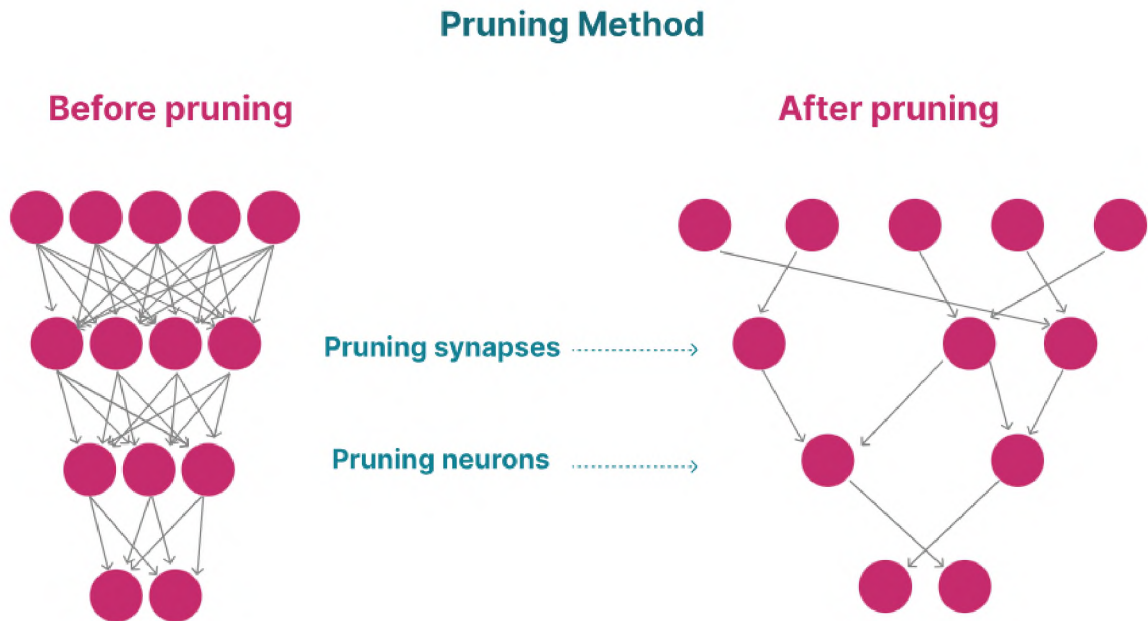 Pruning Method
Before pruning
After pruning
Pruning synapses
Pruning neurons